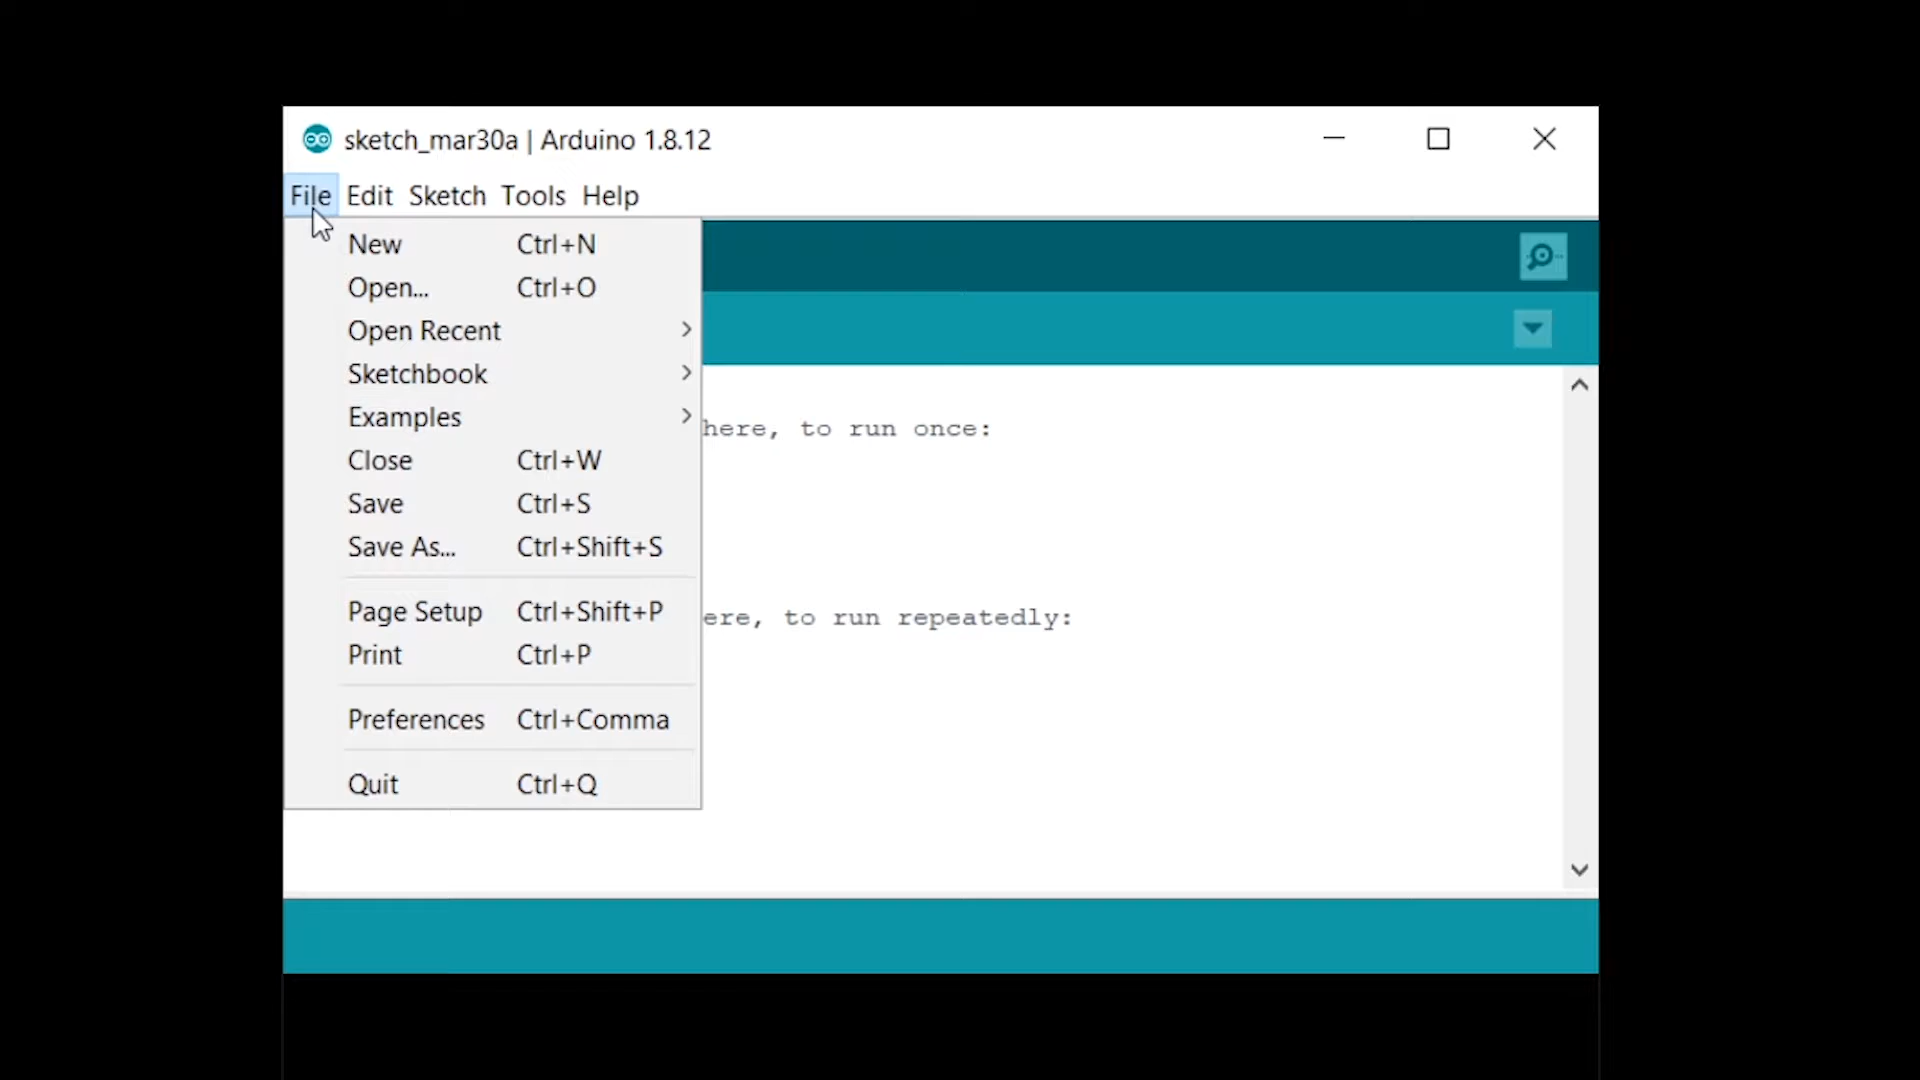 sketch_mar30a | Arduino 1.8.12
File Edit Sketch Tools Help
New Ctrl+N
Open... Ctrl+O
Open Recent
Sketchbook
Examples
here, to run once:
Close Ctrl+W
Save Ctrl+S
Save As... Ctrl+Shift+S
Page Setup Ctrl+Shift+P
ere, to run repeatedly:
Print Ctrl+P
Preferences Ctrl+Comma
Quit Ctrl+Q